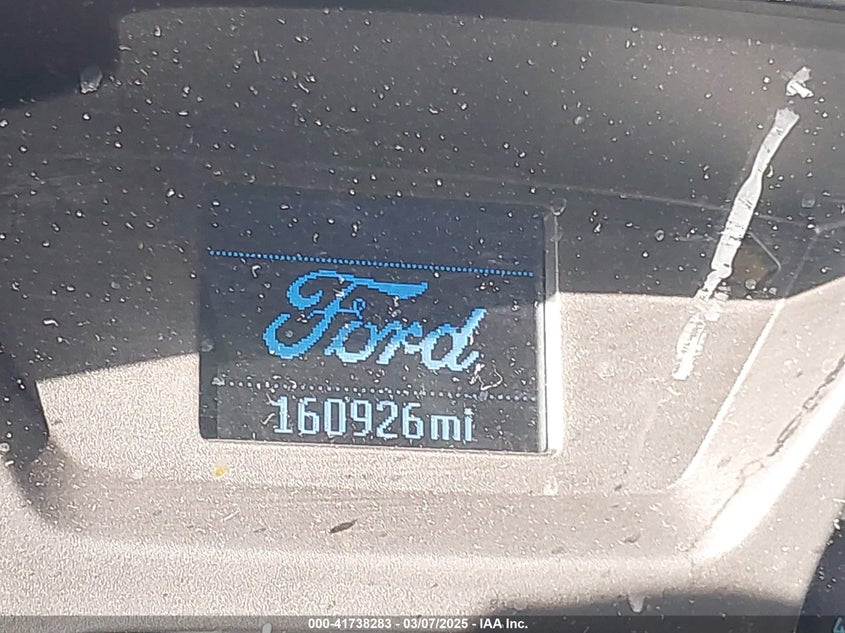 Ford
160926mi
000-41738283 - 03/07/2025 - IAA Inc.